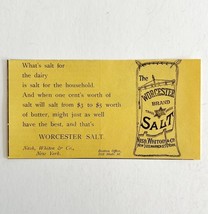 What's salt for
the dairy
is salt for the household.
And when one cent's worth of
salt will salt from $3 to $5 worth
of butter, might just as well
have the best, and that's
WORCESTER SALT.
Nash, Whiton & Co.,
New York.
The
WORCESTER
BRAND
SALT
NASH, WHITON & CO